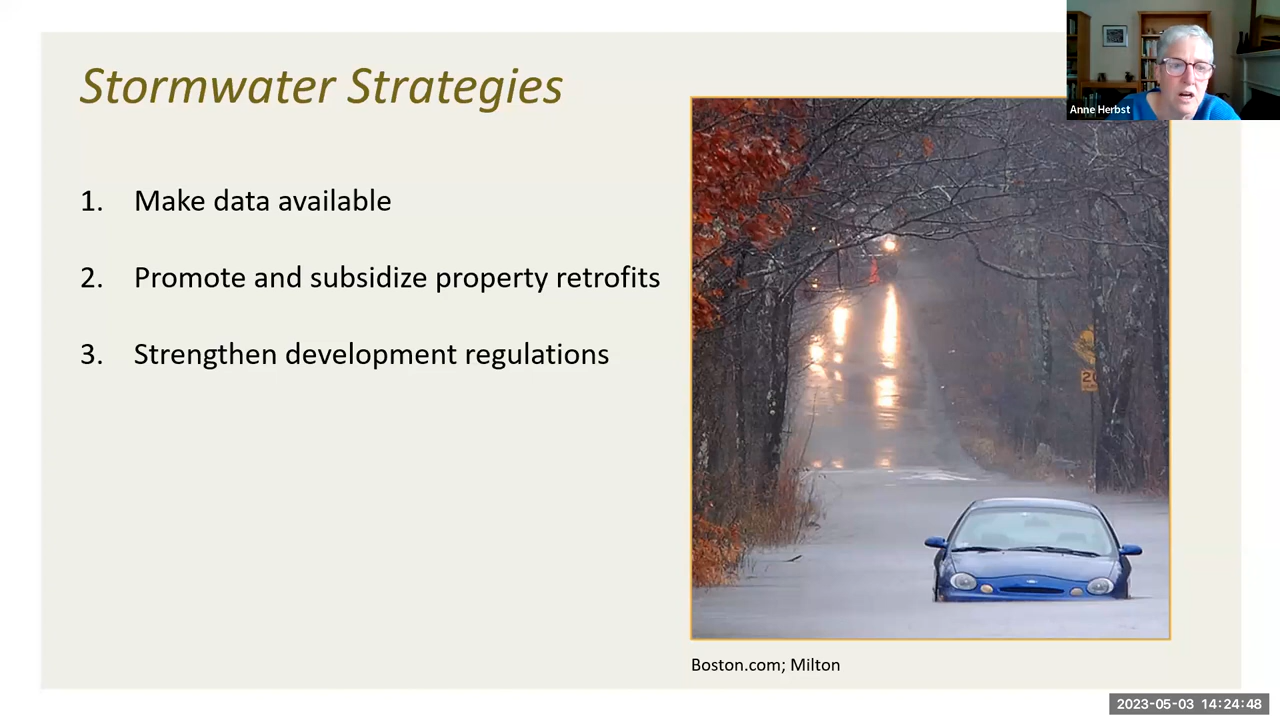 Stormwater Strategies
Anne Herbst
1. Make data available
2. Promote and subsidize property retrofits
3. Strengthen development regulations
20
Boston.com; Milton
2023-05-03 14:24:48